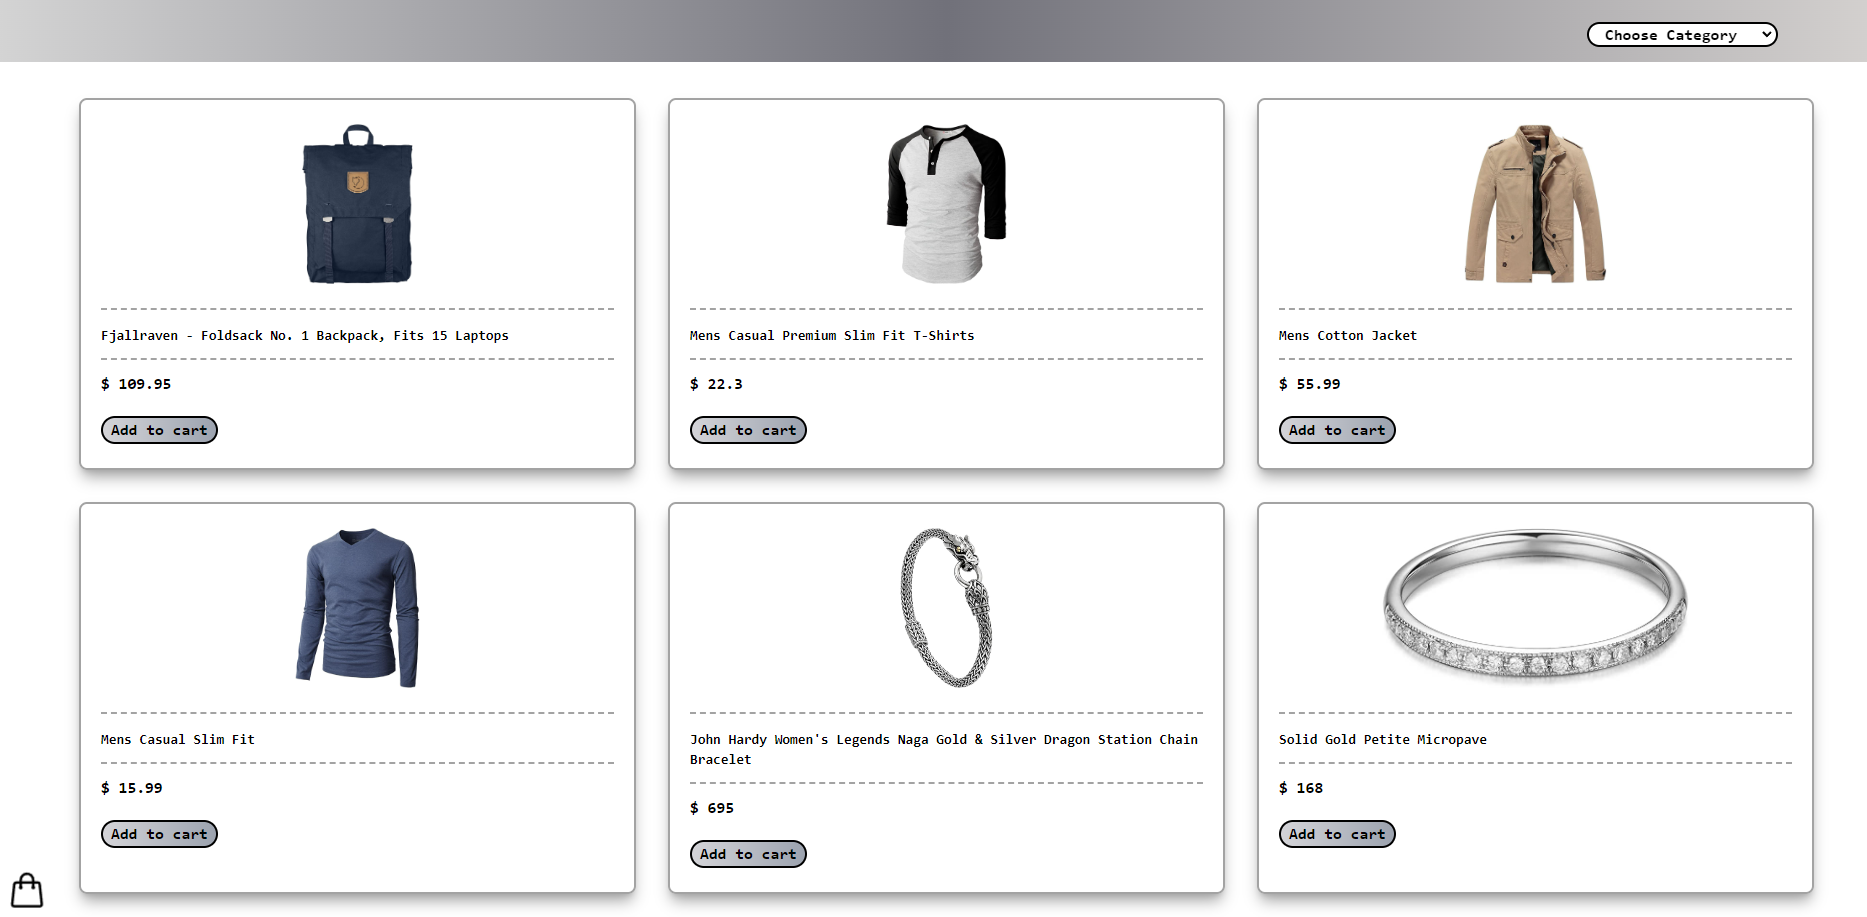 Choose Category
Fjallraven - Foldsack No. 1 Backpack, Fits 15 Laptops
$ 109.95
Add to cart
Mens Casual Premium Slim Fit T-Shirts
$ 22.3
Add to cart
Mens Cotton Jacket
$ 55.99
Add to cart
Mens Casual Slim Fit
$ 15.99
Add to cart
John Hardy Women's Legends Naga Gold & Silver Dragon Station Chain
Bracelet
$ 695
Add to cart
Solid Gold Petite Micropave
$ 168
Add to cart